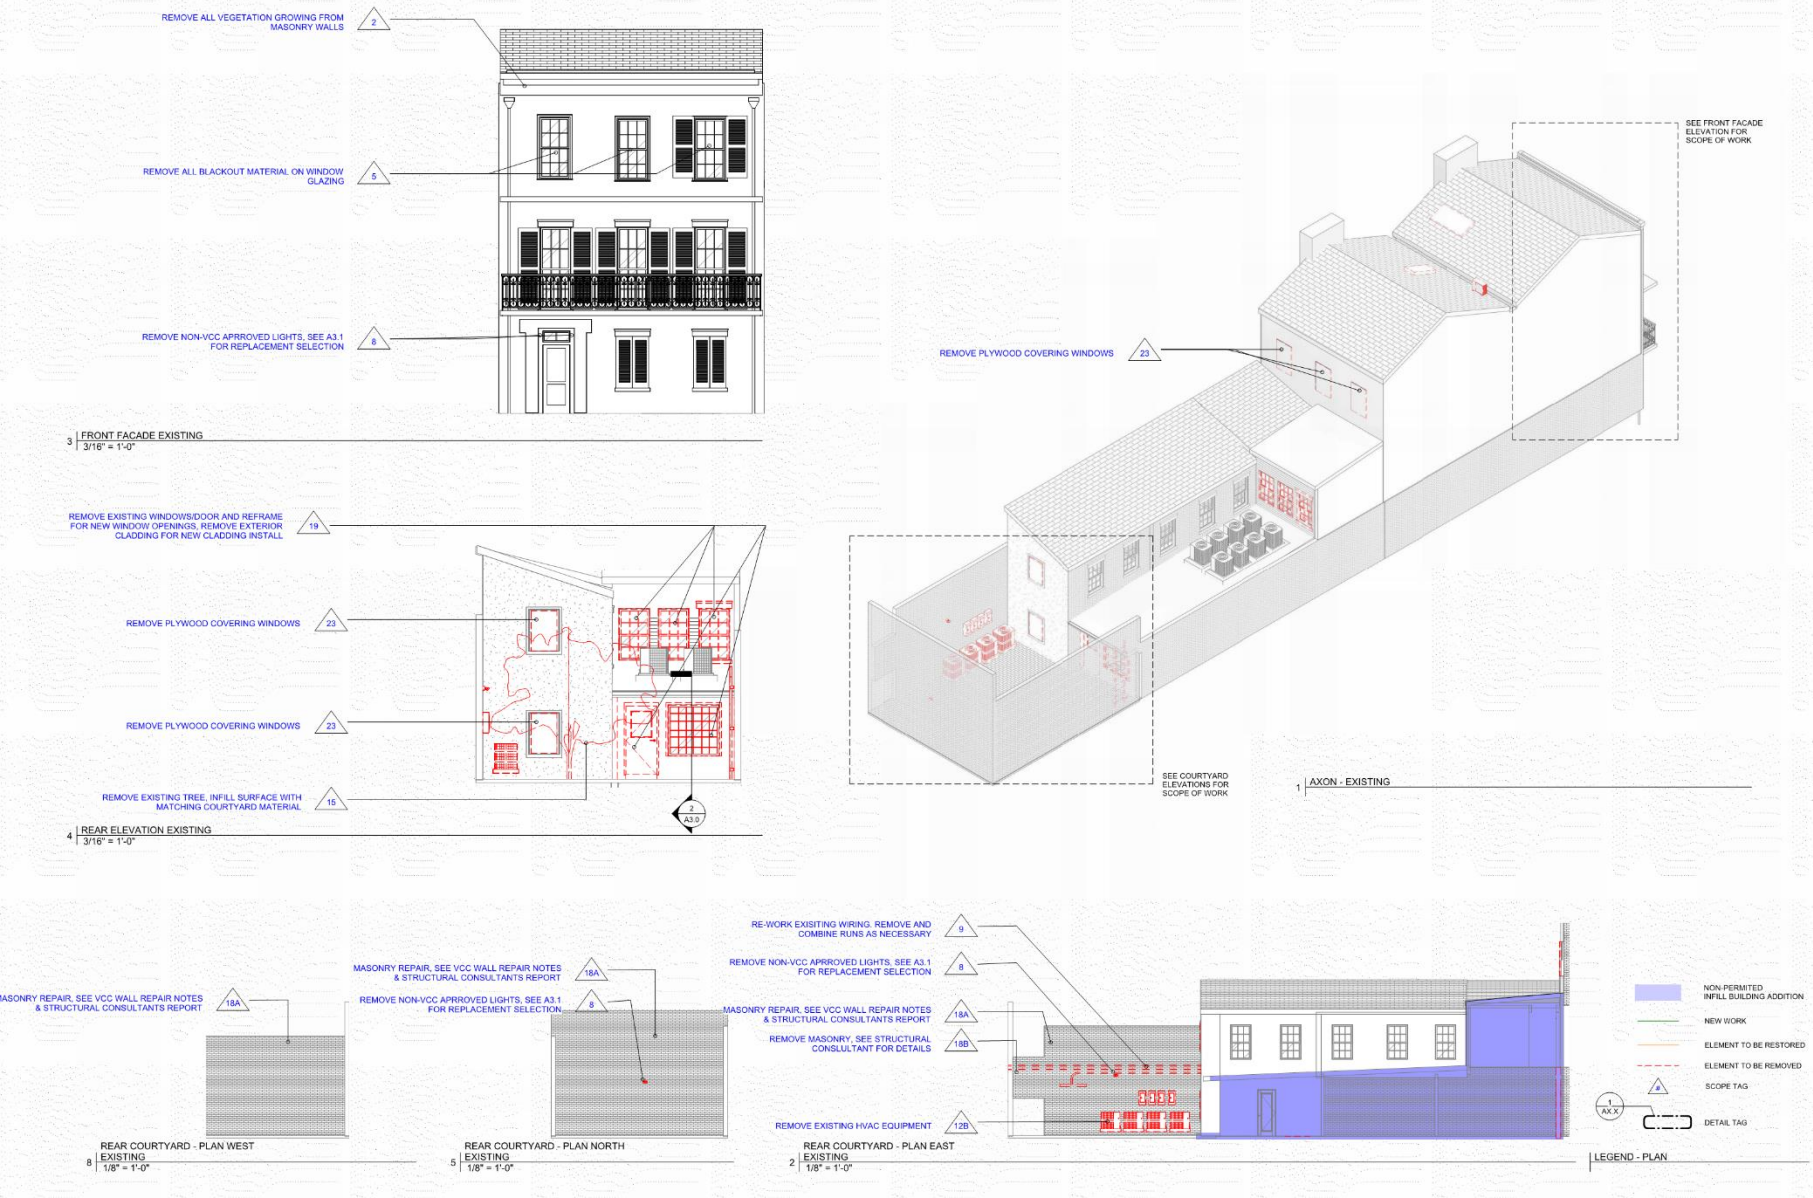 REMOVE ALL VEGETATION GROWING FROM
MASONRY WALLS
2
REMOVE ALL BLACKOUT MATERIAL ON WINDOW
GLAZING
5
REMOVE NON-VCC APRROVED LIGHTS, SEE A3.1
FOR REPLACEMENT SELECTION
8
3
FRONT FACADE EXISTING
3/16" = 1'-0"
SEE FRONT FACADE
ELEVATION FOR
SCOPE OF WORK
REMOVE PLYWOOD COVERING WINDOWS
23
SEE COURTYARD
ELEVATIONS FOR
SCOPE OF WORK
1
AXON - EXISTING
REMOVE EXISTING WINDOWS/DOOR AND REFRAME
FOR NEW WINDOW OPENINGS, REMOVE EXTERIOR
CLADDING FOR NEW CLADDING INSTALL
19
REMOVE PLYWOOD COVERING WINDOWS
23
REMOVE PLYWOOD COVERING WINDOWS
23
REMOVE EXISTING TREE, INFILL SURFACE WITH
MATCHING COURTYARD MATERIAL
15
2
A3.0
4
REAR ELEVATION EXISTING
3/16" = 1'-0"
MASONRY REPAIR, SEE VCC WALL REPAIR NOTES
& STRUCTURAL CONSULTANTS REPORT
18A
REAR COURTYARD - PLAN WEST
8
EXISTING
1/8" = 1'-0"
MASONRY REPAIR, SEE VCC WALL REPAIR NOTES
& STRUCTURAL CONSULTANTS REPORT
18A
REMOVE NON-VCC APRROVED LIGHTS, SEE A3.1
FOR REPLACEMENT SELECTION
8
REAR COURTYARD - PLAN NORTH
5
EXISTING
1/8" = 1'-0"
RE-WORK EXISITING WIRING. REMOVE AND
COMBINE RUNS AS NECESSARY
9
REMOVE NON-VCC APRROVED LIGHTS, SEE A3.1
FOR REPLACEMENT SELECTION
8
MASONRY REPAIR, SEE VCC WALL REPAIR NOTES
& STRUCTURAL CONSULTANTS REPORT
18A
REMOVE MASONRY, SEE STRUCTURAL
CONSLULTANT FOR DETAILS
18B
REMOVE EXISTING HVAC EQUIPMENT
12B
REAR COURTYARD - PLAN EAST
2
EXISTING
1/8" = 1'-0"
NON-PERMITED
INFILL BUILDING ADDITION
NEW WORK
ELEMENT TO BE RESTORED
ELEMENT TO BE REMOVED
#
SCOPE TAG
1
AX.X
DETAIL TAG
LEGEND - PLAN